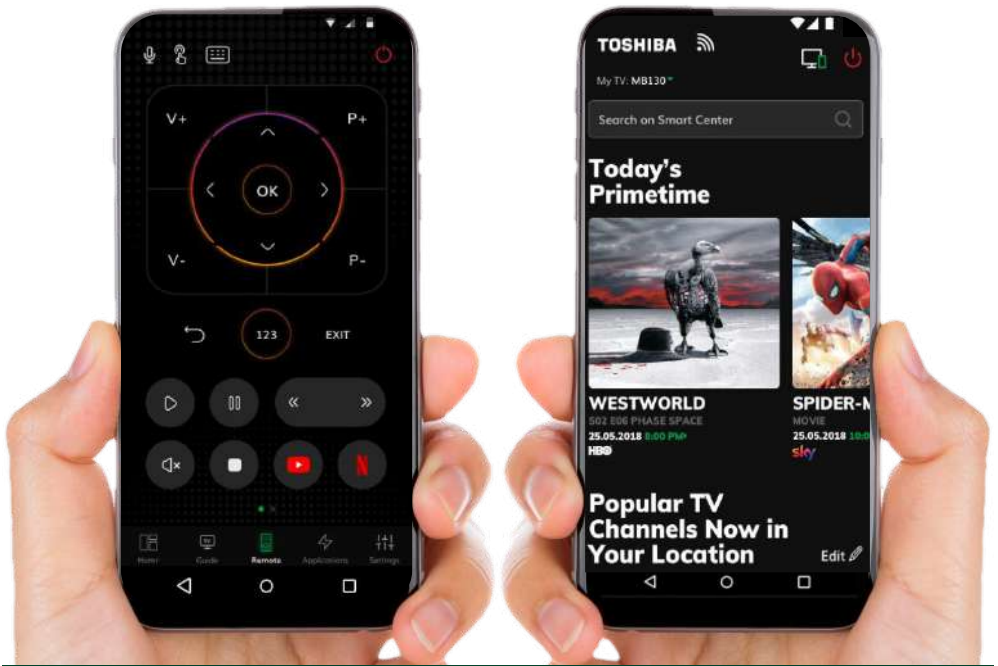 V+
P+
OK
V-
P-
123
EXIT
Home
Guide
Remote
Applications
Settings
TOSHIBA
My TV: MB130
Search on Smart Center
Today's
Primetime
WESTWORLD
S02 E06 PHASE SPACE
25.05.2018 8:00 PM
HBO
SPIDER-M
MOVIE
25.05.2018 10:0
sky
Popular TV
Channels Now in
Your Location
Edit